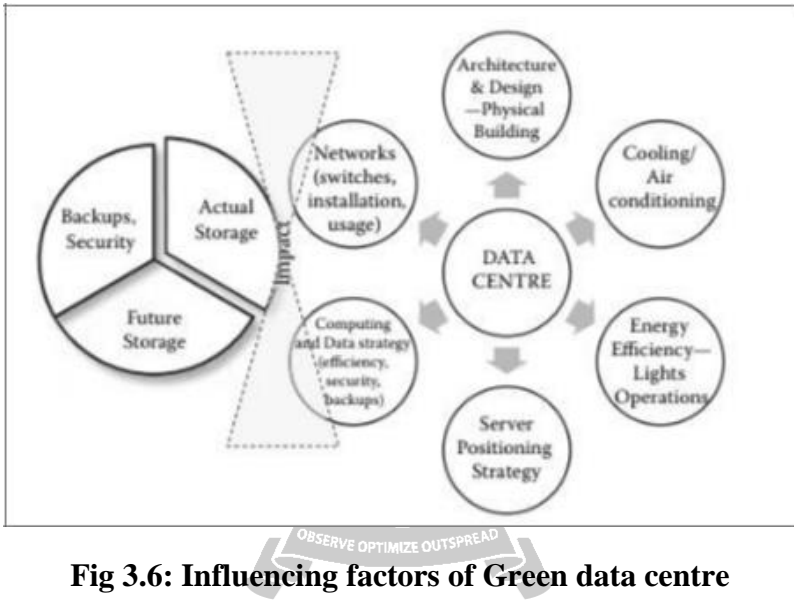 Backups,
Security
Actual
Storage
Future
Storage
Impact
Networks
(switches,
installation,
usage)
Computing
and Data strategy
(efficiency,
security,
backups)
Architecture
& Design
—Physical
Building
Cooling/
Air
conditioning
DATA
CENTRE
Energy
Efficiency—
Lights
Operations
Server
Positioning
Strategy
OBSERVE OPTIMIZE OUTSPREAD
Fig 3.6: Influencing factors of Green data centre